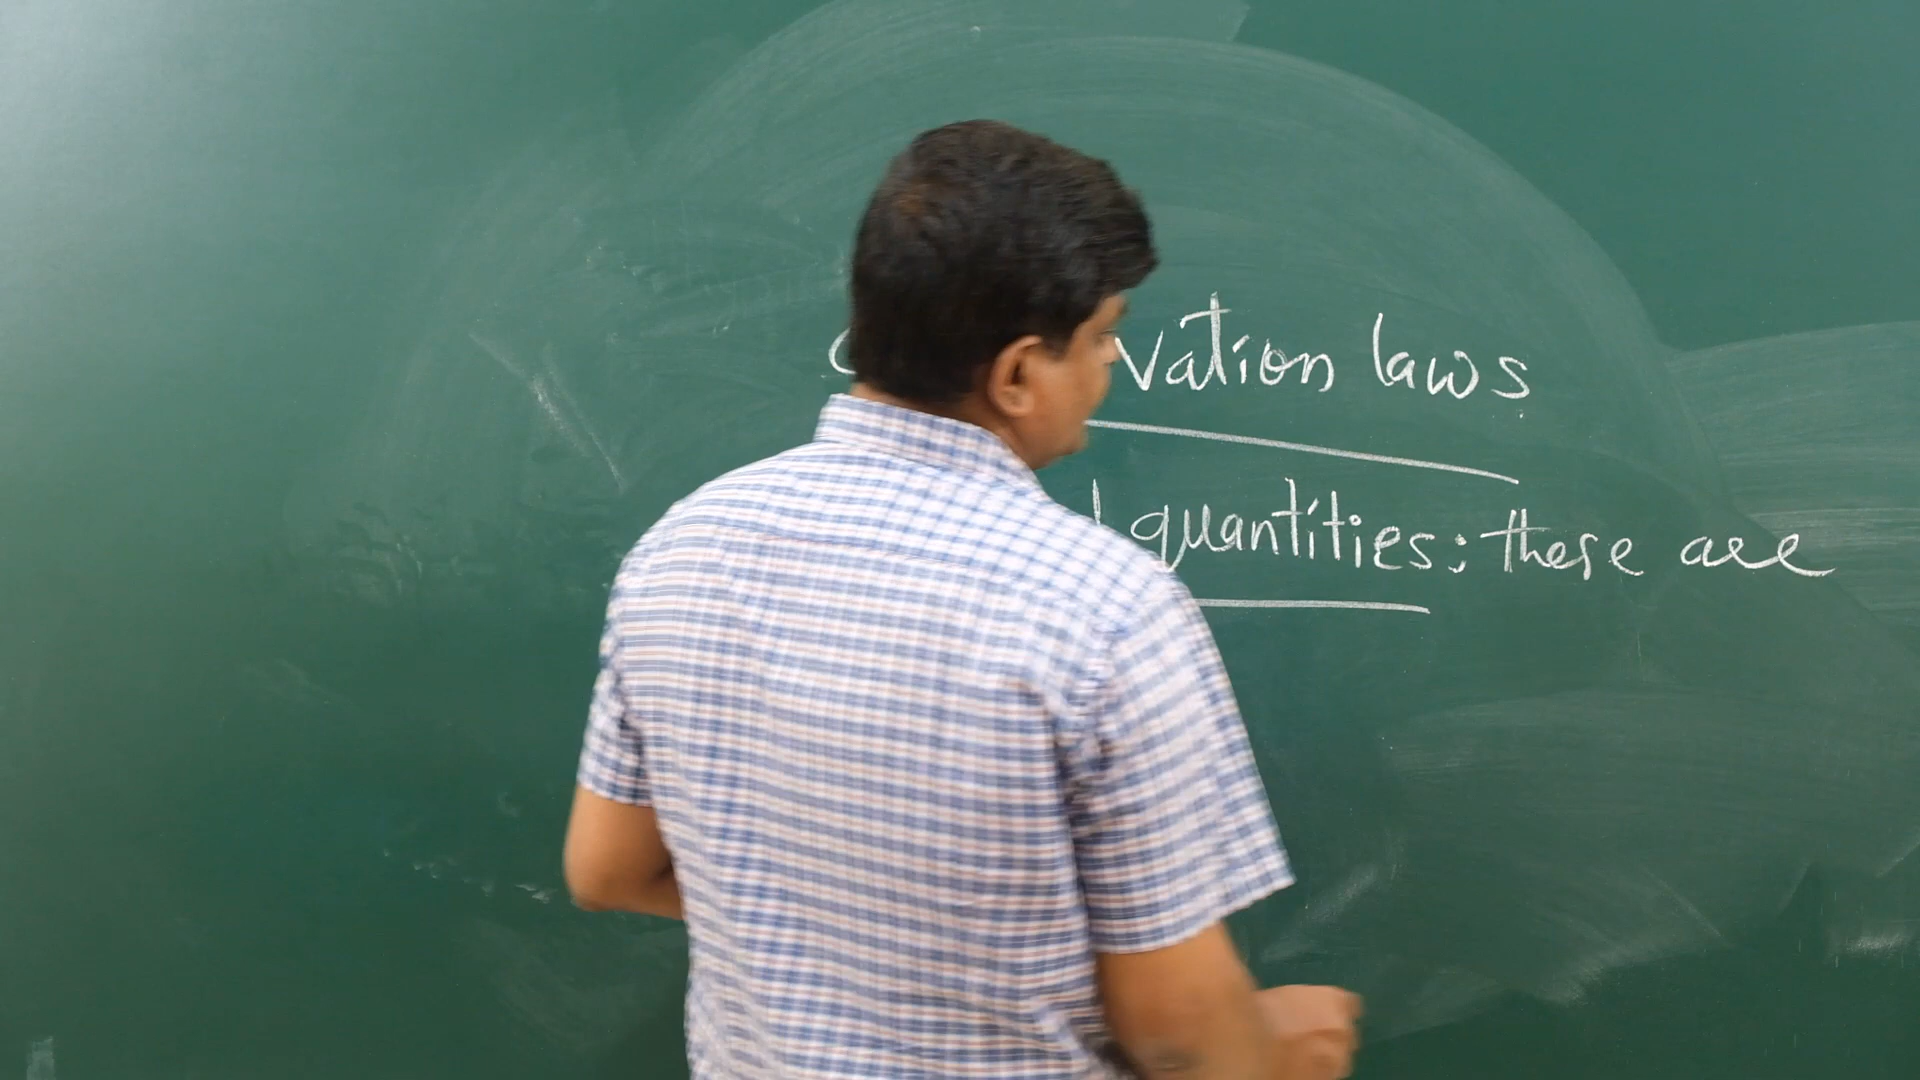 vation laws
quantities; these are